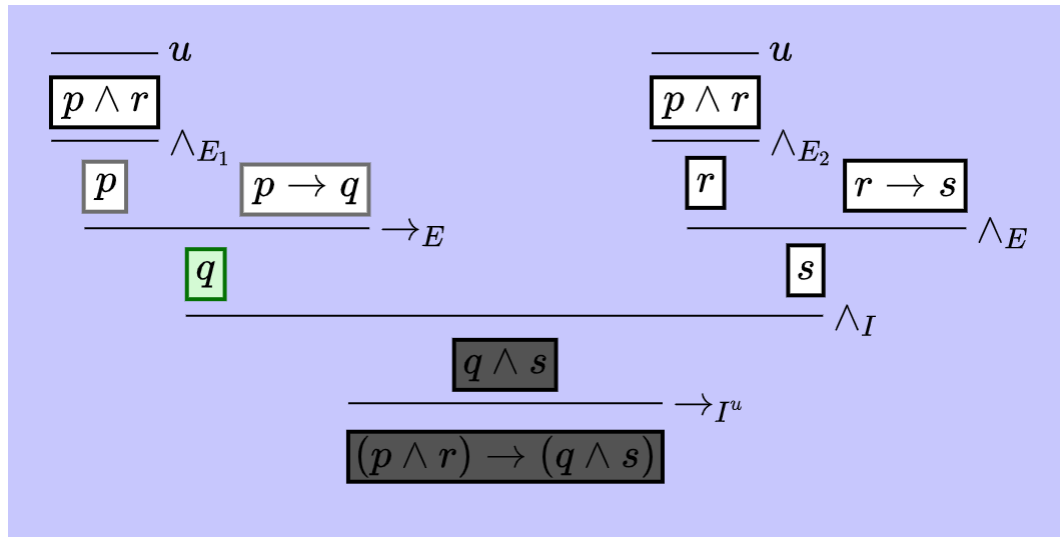 u u
p ∧ r p ∧ r
∧E₁ ∧E₂
p p → q r r → s
→E ∧E
q s
∧I
q ∧ s
→Iᵘ
(p ∧ r) → (q ∧ s)